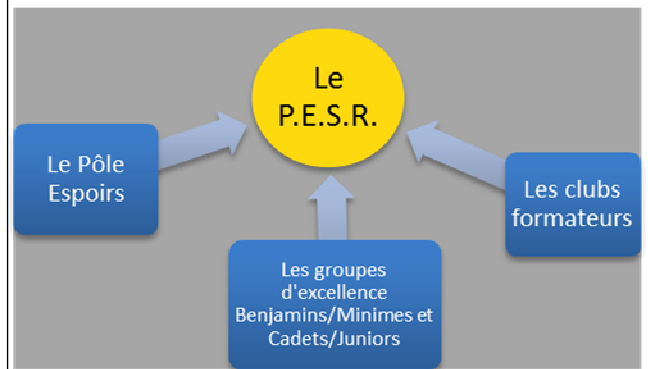 Le
P.E.S.R.
Le Pôle
Espoirs
Les clubs
formateurs
Les groupes
d'excellence
Benjamins/Minimes et
Cadets/Juniors